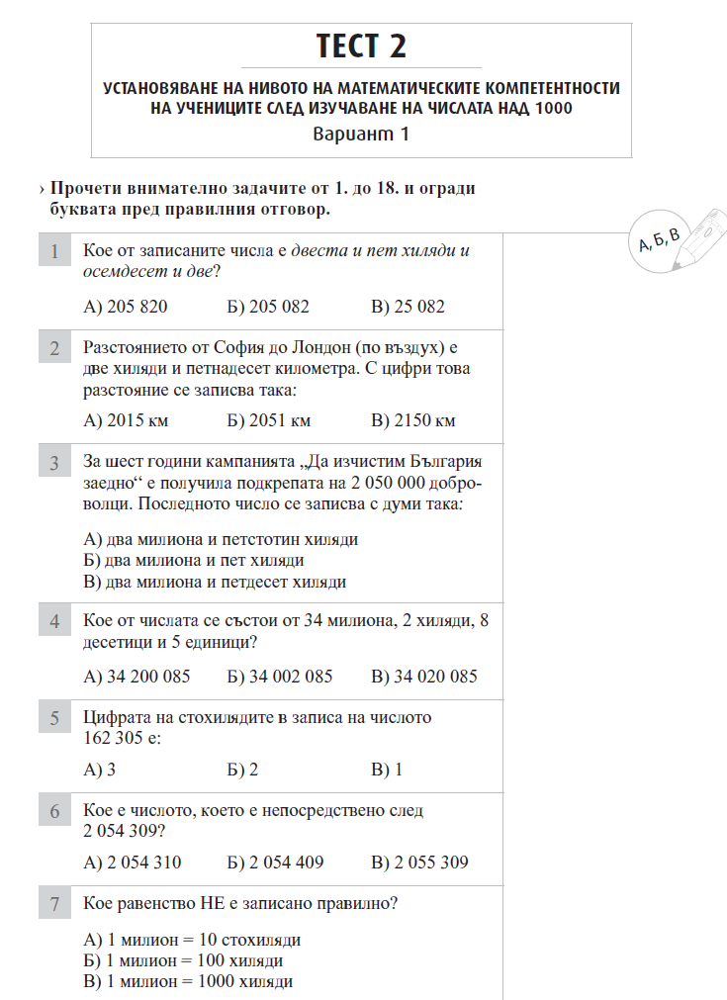 ТЕСТ 2
УСТАНОВЯВАНЕ НА НИВОТО НА МАТЕМАТИЧЕСКИТЕ КОМПЕТЕНТНОСТИ
НА УЧЕНИЦИТЕ СЛЕД ИЗУЧАВАНЕ НА ЧИСЛАТА НАД 1000
Вариант 1
› Прочети внимателно задачите от 1. до 18. и огради
буквата пред правилния отговор.
А, Б, В
1 Кое от записаните числа е двеста и пет хиляди и
осемдесет и две?
А) 205 820 Б) 205 082 В) 25 082
2 Разстоянието от София до Лондон (по въздух) е
две хиляди и петнадесет километра. С цифри това
разстояние се записва така:
А) 2015 км Б) 2051 км В) 2150 км
3 За шест години кампанията „Да изчистим България
заедно“ е получила подкрепата на 2 050 000 добро-
волци. Последното число се записва с думи така:
А) два милиона и петстотин хиляди
Б) два милиона и пет хиляди
В) два милиона и петдесет хиляди
4 Кое от числата се състои от 34 милиона, 2 хиляди, 8
десетици и 5 единици?
А) 34 200 085 Б) 34 002 085 В) 34 020 085
5 Цифрата на стохилядите в записа на числото
162 305 е:
А) 3 Б) 2 В) 1
6 Кое е числото, което е непосредствено след
2 054 309?
А) 2 054 310 Б) 2 054 409 В) 2 055 309
7 Кое равенство НЕ е записано правилно?
А) 1 милион = 10 стохиляди
Б) 1 милион = 100 хиляди
В) 1 милион = 1000 хиляди